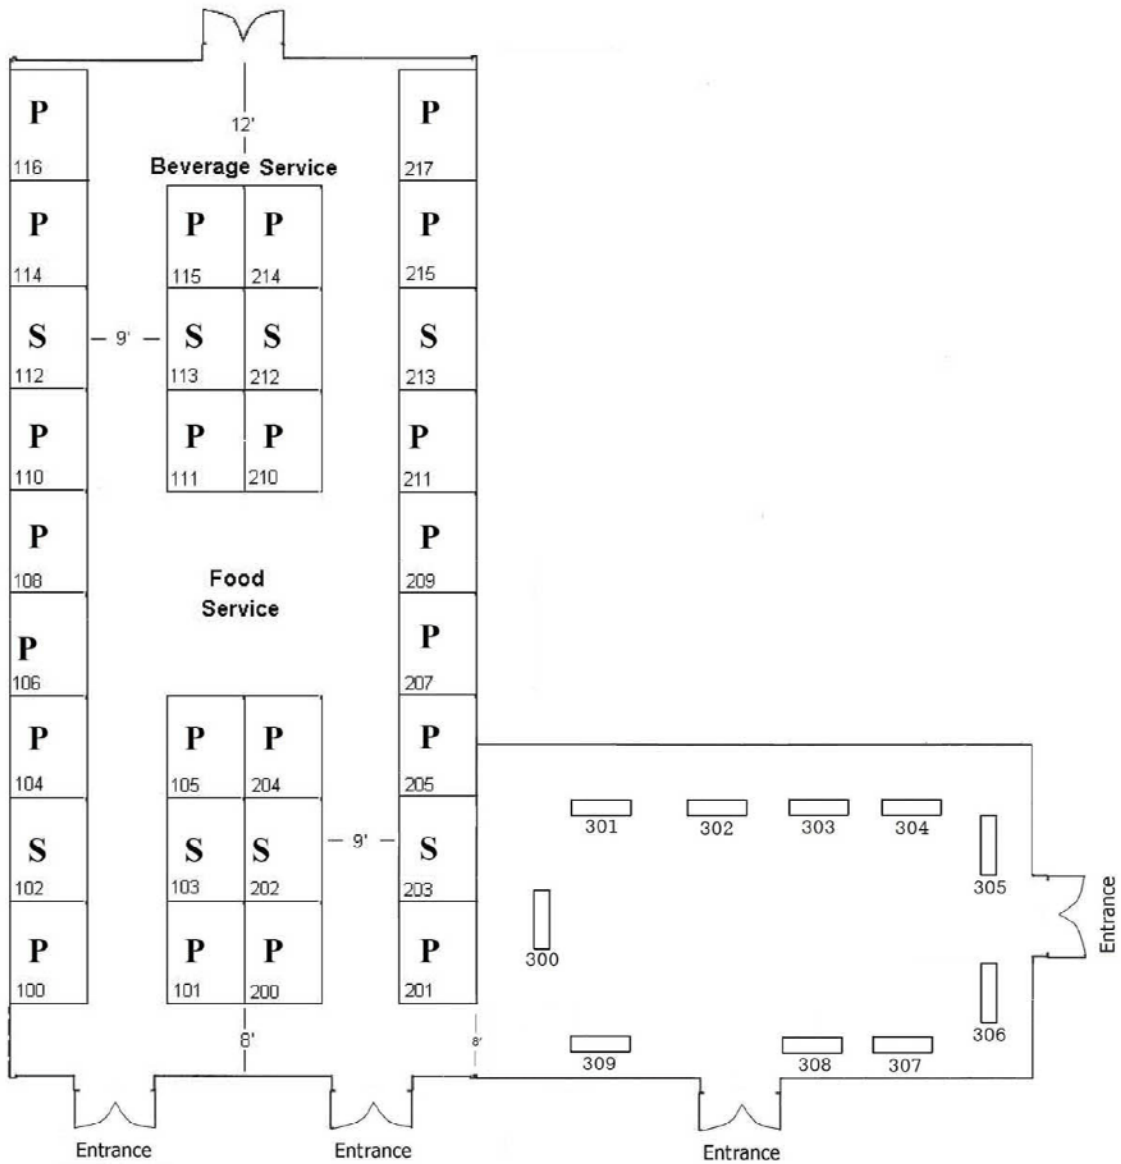 12'
Beverage Service
P
116
P
217
P
114
P
115
P
214
P
215
S
112
9'
S
113
S
212
S
213
P
110
P
111
P
210
P
211
P
108
Food
Service
P
209
P
106
P
207
P
104
P
105
P
204
P
205
S
102
S
103
S
202
9'
S
203
P
100
P
101
P
200
P
201
8'
8'
301
302
303
304
305
300
Entrance
306
309
308
307
Entrance
Entrance
Entrance